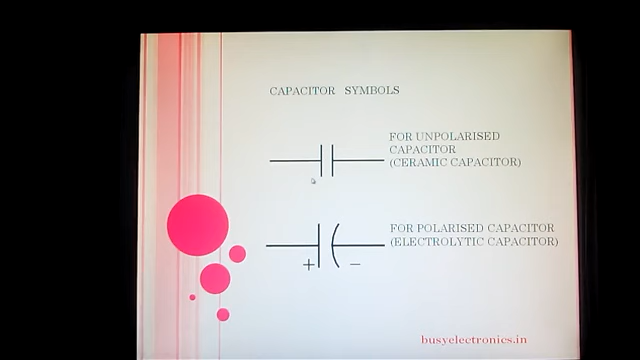 CAPACITOR SYMBOLS
FOR UNPOLARISED
CAPACITOR
(CERAMIC CAPACITOR)
FOR POLARISED CAPACITOR
(ELECTROLYTIC CAPACITOR)
+ −
busyelectronics.in